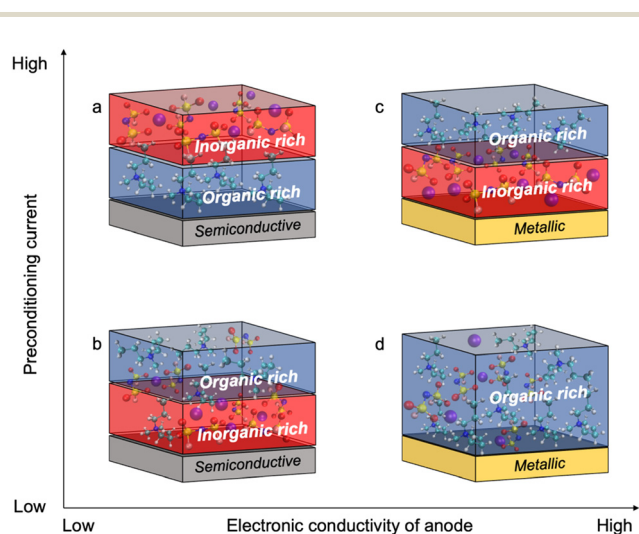 High
a
Inorganic rich
Organic rich
Semiconductive
c
Organic rich
Inorganic rich
Metallic
Preconditioning current
b
Organic rich
Inorganic rich
Semiconductive
d
Organic rich
Metallic
Low
Low
Electronic conductivity of anode
High